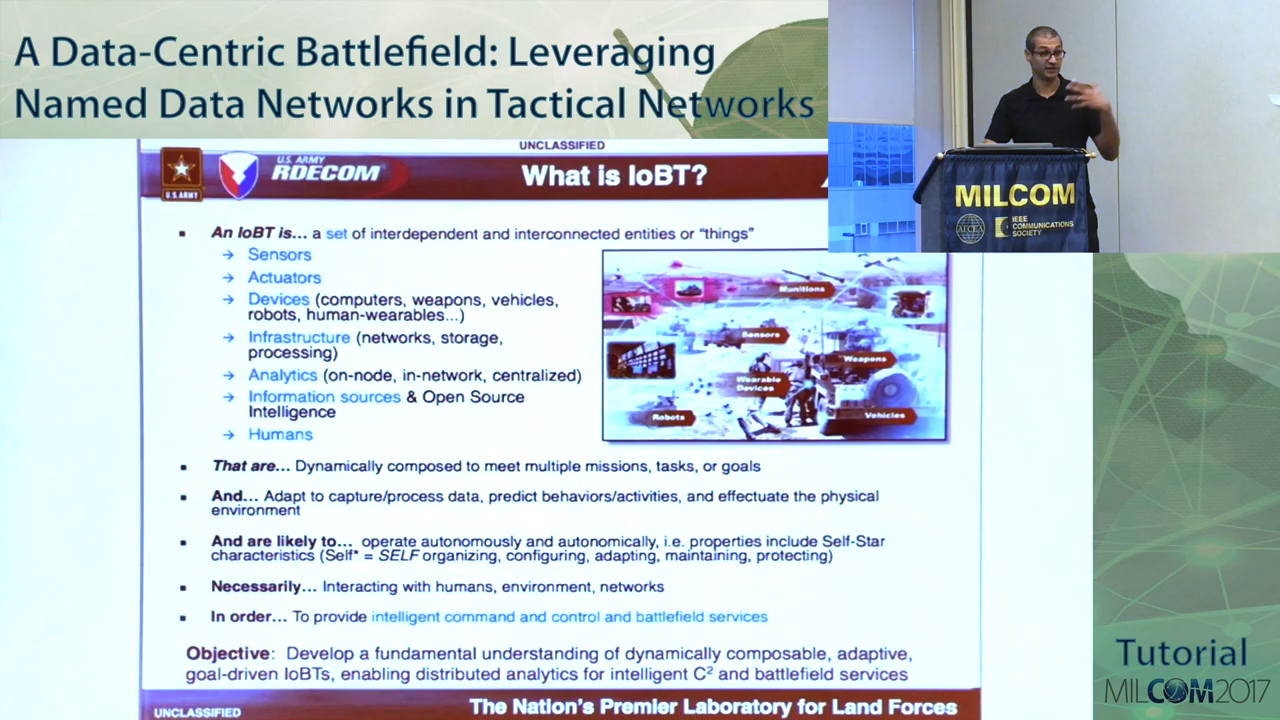 A Data-Centric Battlefield: Leveraging
Named Data Networks in Tactical Networks
UNCLASSIFIED
U.S. ARMY
U.S. ARMY
RDECOM
What is IoBT?
An IoBT is... a set of interdependent and interconnected entities or "things"
→ Sensors
→ Actuators
→ Devices (computers, weapons, vehicles,
robots, human-wearables...)
→ Infrastructure (networks, storage,
processing)
→ Analytics (on-node, in-network, centralized)
→ Information sources & Open Source
Intelligence
→ Humans
Munitions
Sensors
Weapons
Wearable
Devices
Robots
Vehicles
That are... Dynamically composed to meet multiple missions, tasks, or goals
And... Adapt to capture/process data, predict behaviors/activities, and effectuate the physical
environment
And are likely to... operate autonomously and autonomically, i.e. properties include Self-Star
characteristics (Self* = SELF organizing, configuring, adapting, maintaining, protecting)
Necessarily... Interacting with humans, environment, networks
In order... To provide intelligent command and control and battlefield services
Objective: Develop a fundamental understanding of dynamically composable, adaptive,
goal-driven IoBTs, enabling distributed analytics for intelligent C² and battlefield services
UNCLASSIFIED
The Nation's Premier Laboratory for Land Forces
MILCOM
AFCEA
IEEE
COMMUNICATIONS
SOCIETY
Tutorial
MILCOM2017